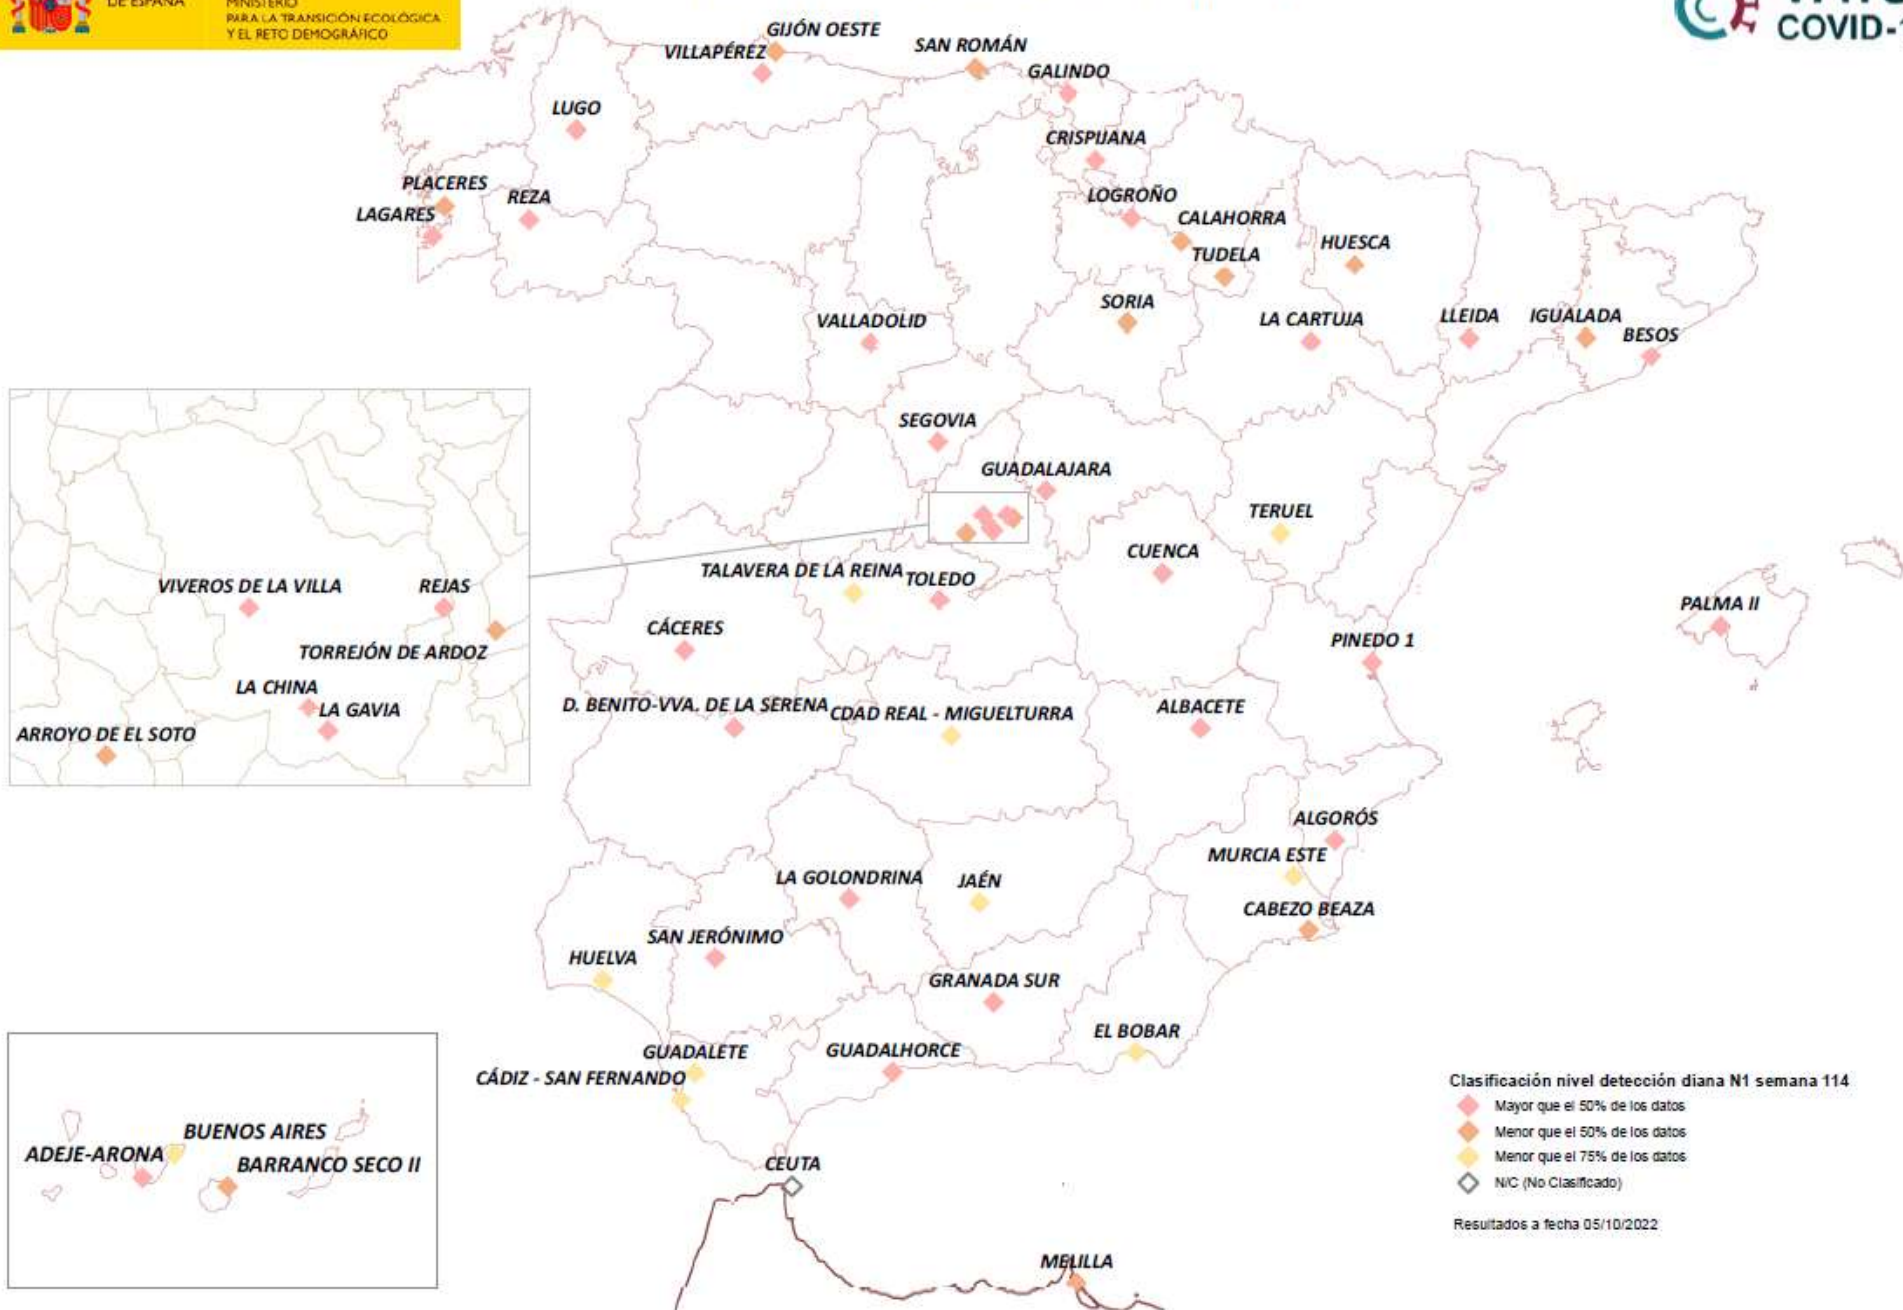 DE ESPAÑA
MINISTERIO
PARA LA TRANSICIÓN ECOLÓGICA
Y EL RETO DEMOGRÁFICO
COVID-1
GIJÓN OESTE
VILLAPÉREZ
SAN ROMÁN
GALINDO
LUGO
CRISPIJANA
PLACERES
REZA
LOGROÑO
LAGARES
CALAHORRA
HUESCA
TUDELA
SORIA
VALLADOLID
LA CARTUJA
LLEIDA
IGUALADA
BESOS
SEGOVIA
GUADALAJARA
TERUEL
CUENCA
TALAVERA DE LA REINA
TOLEDO
VIVEROS DE LA VILLA
REJAS
PALMA II
CÁCERES
PINEDO 1
TORREJÓN DE ARDOZ
LA CHINA
LA GAVIA
D. BENITO-VVA. DE LA SERENA
CDAD REAL - MIGUELTURRA
ALBACETE
ARROYO DE EL SOTO
ALGORÓS
MURCIA ESTE
LA GOLONDRINA
JAÉN
CABEZO BEAZA
SAN JERÓNIMO
HUELVA
GRANADA SUR
EL BOBAR
GUADALETE
GUADALHORCE
CÁDIZ - SAN FERNANDO
Clasificación nivel detección diana N1 semana 114
Mayor que el 50% de los datos
Menor que el 50% de los datos
Menor que el 75% de los datos
N/C (No Clasificado)
Resultados a fecha 05/10/2022
BUENOS AIRES
ADEJE-ARONA
BARRANCO SECO II
CEUTA
MELILLA